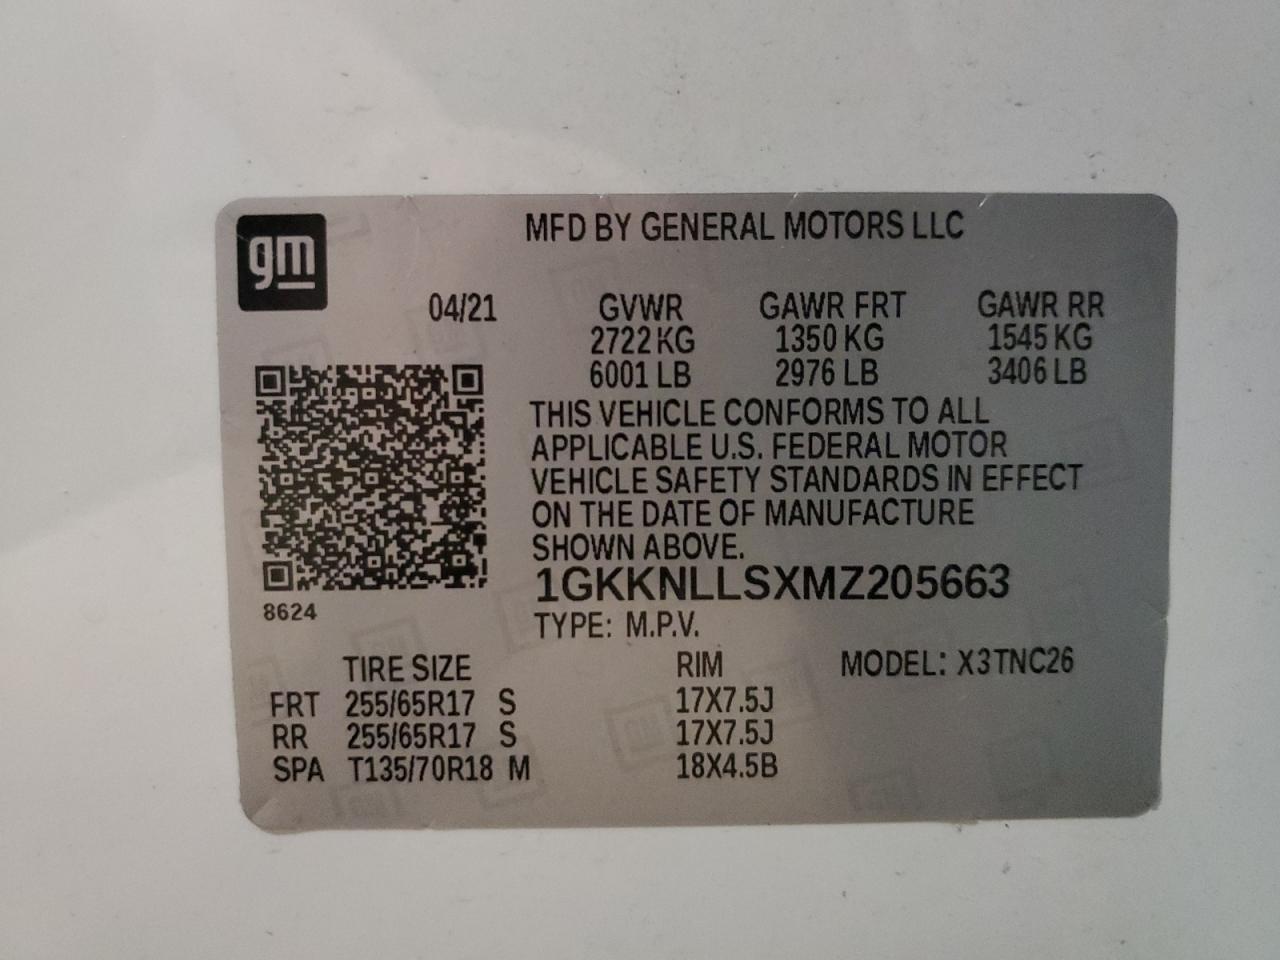 gm
MFD BY GENERAL MOTORS LLC
04/21 GVWR GAWR FRT GAWR RR
2722 KG 1350 KG 1545 KG
6001 LB 2976 LB 3406 LB
THIS VEHICLE CONFORMS TO ALL
APPLICABLE U.S. FEDERAL MOTOR
VEHICLE SAFETY STANDARDS IN EFFECT
ON THE DATE OF MANUFACTURE
SHOWN ABOVE.
1GKKNLLSXMZ205663
8624
TYPE: M.P.V.
TIRE SIZE RIM MODEL: X3TNC26
FRT 255/65R17 S 17X7.5J
RR 255/65R17 S 17X7.5J
SPA T135/70R18 M 18X4.5B